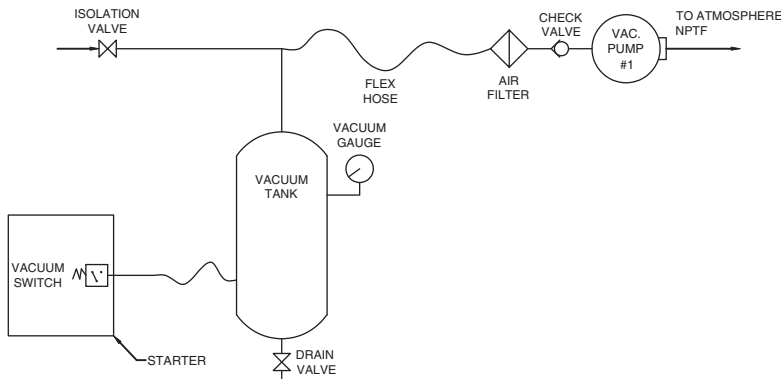 ISOLATION
VALVE
FLEX
HOSE
AIR
FILTER
CHECK
VALVE
VAC.
PUMP
#1
TO ATMOSPHERE
NPTF
VACUUM
GAUGE
VACUUM
TANK
VACUUM
SWITCH
STARTER
DRAIN
VALVE